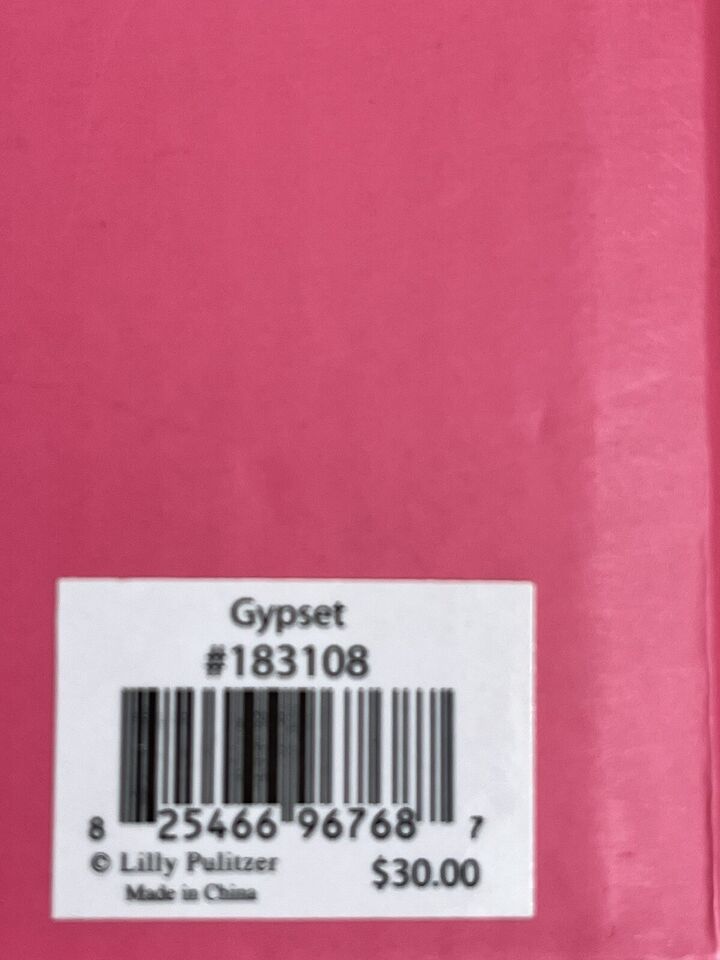 Gypset
#183108
8 25466 96768 7
© Lilly Pulitzer $30.00
Made in China